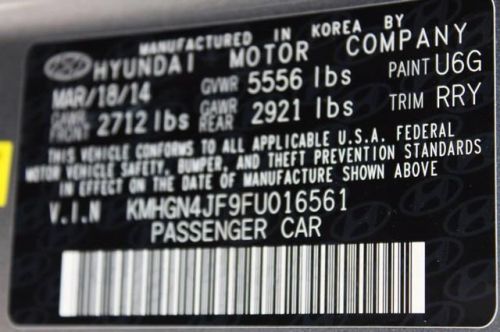 MANUFACTURED IN KOREA BY
HYUNDAI MOTOR COMPANY
MAR/18/14 GVWR 5556 lbs PAINT U6G
GAWR FRONT 2712 lbs GAWR REAR 2921 lbs TRIM RRY
THIS VEHICLE CONFORMS TO ALL APPLICABLE U.S.A. FEDERAL
MOTOR VEHICLE SAFETY, BUMPER, AND THEFT PREVENTION STANDARDS
IN EFFECT ON THE DATE OF MANUFACTURE SHOWN ABOVE
V.I.N KMHGN4JF9FU016561
PASSENGER CAR